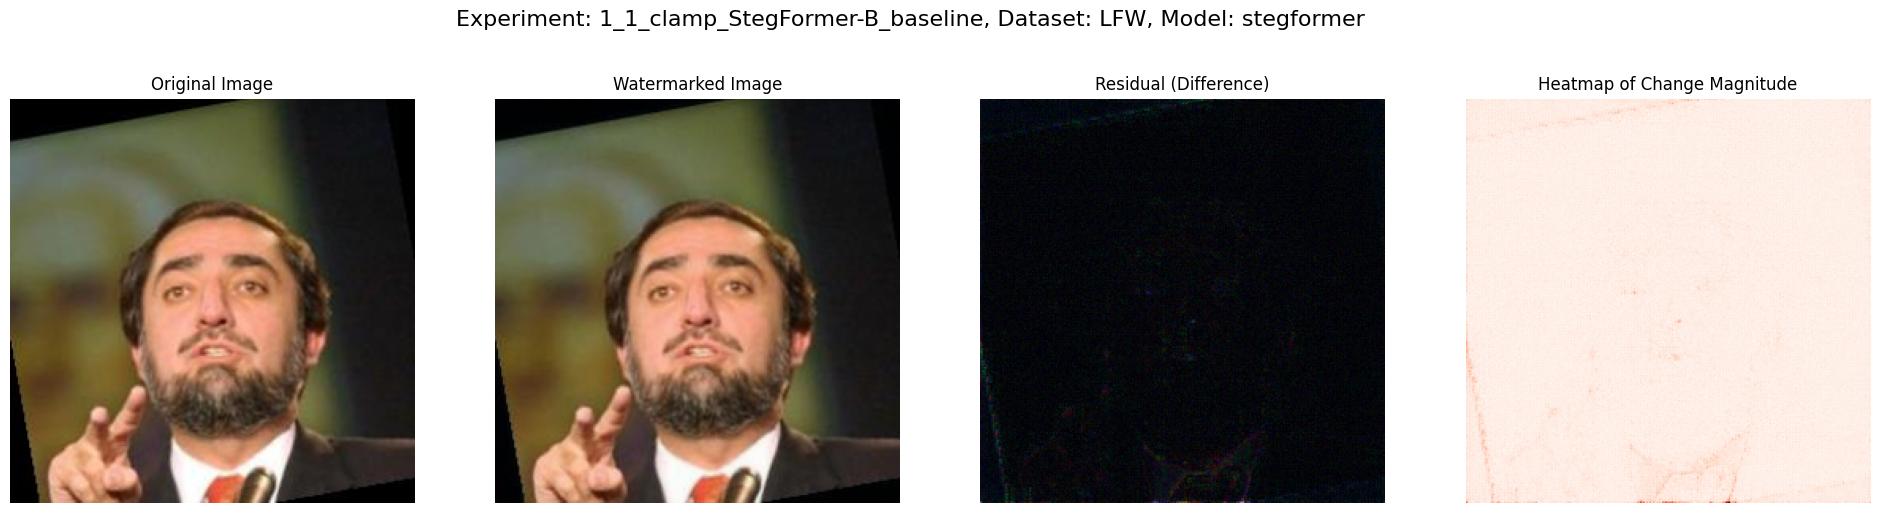 Experiment: 1_1_clamp_StegFormer-B_baseline, Dataset: LFW, Model: stegformer
Original Image
Watermarked Image
Residual (Difference)
Heatmap of Change Magnitude